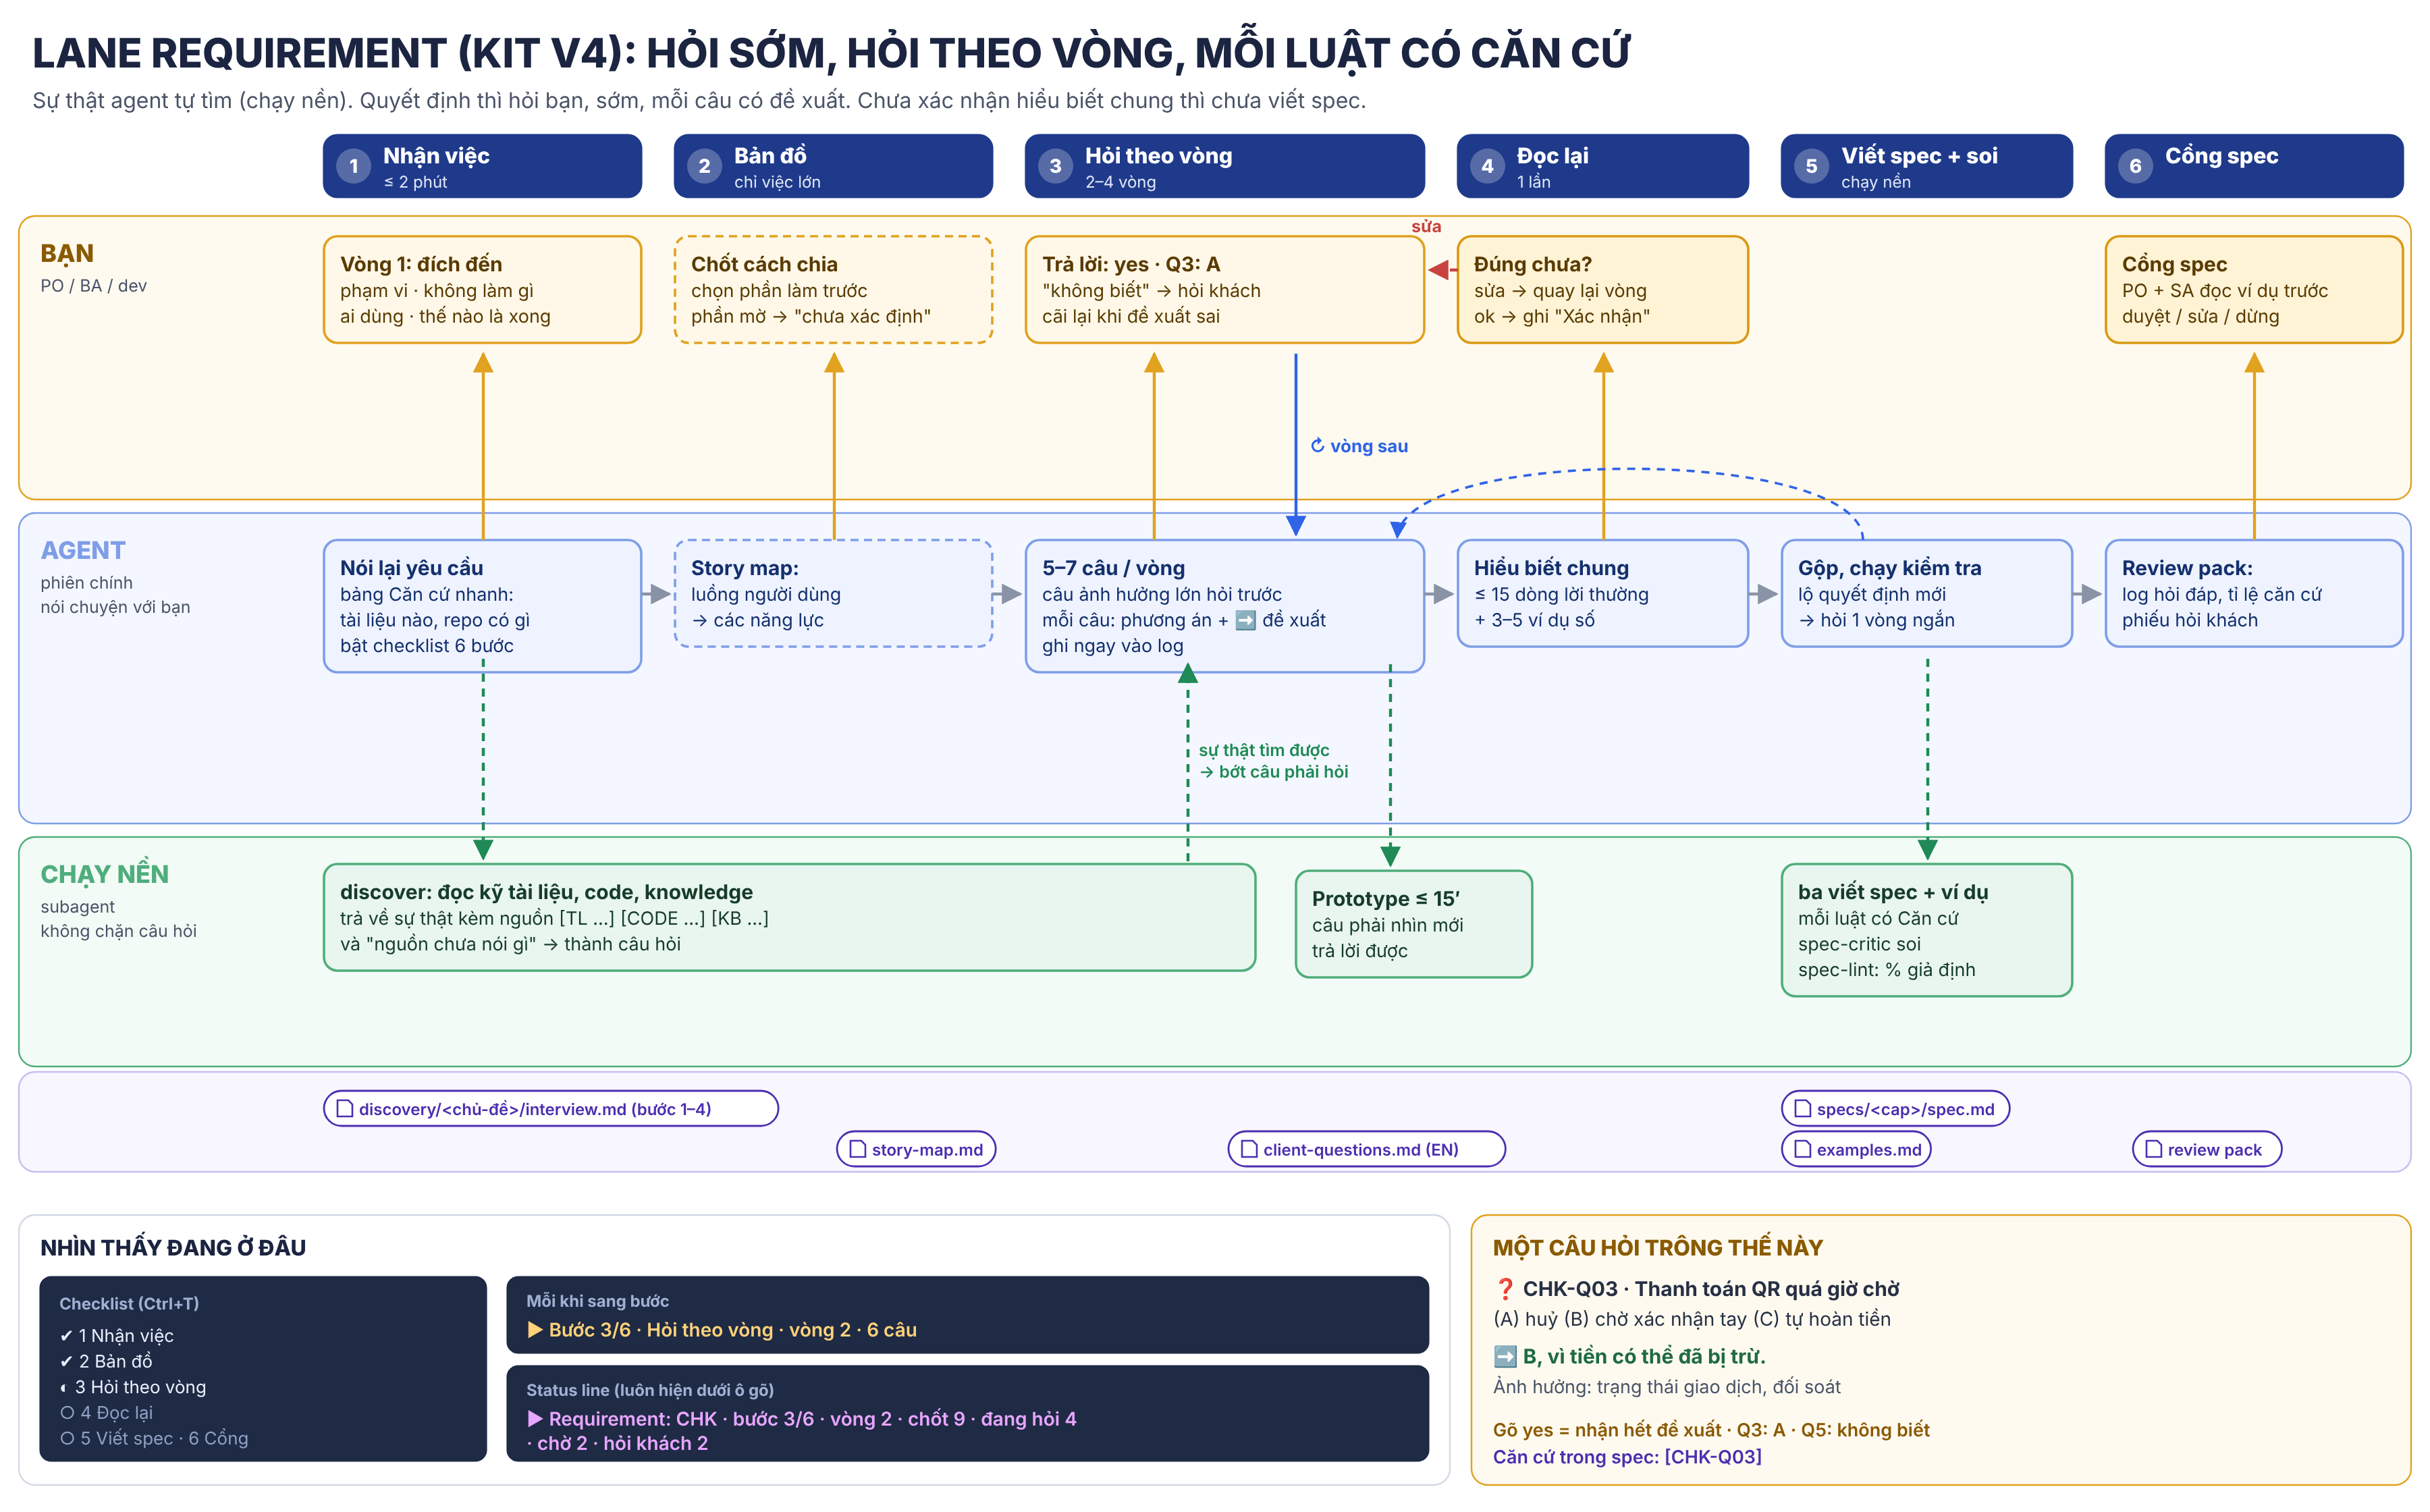 LANE REQUIREMENT (KIT V4): HỎI SỚM, HỎI THEO VÒNG, MỖI LUẬT CÓ CĂN CỨ
Sự thật agent tự tìm (chạy nền). Quyết định thì hỏi bạn, sớm, mỗi câu có đề xuất. Chưa xác nhận hiểu biết chung thì chưa viết spec.
1 Nhận việc
≤ 2 phút
2 Bản đồ
chỉ việc lớn
3 Hỏi theo vòng
2–4 vòng
4 Đọc lại
1 lần
5 Viết spec + soi
chạy nền
6 Cổng spec
BẠN
PO / BA / dev
Vòng 1: đích đến
phạm vi · không làm gì
ai dùng · thế nào là xong
Chốt cách chia
chọn phần làm trước
phần mờ → "chưa xác định"
Trả lời: yes · Q3: A
"không biết" → hỏi khách
cãi lại khi đề xuất sai
sửa
Đúng chưa?
sửa → quay lại vòng
ok → ghi "Xác nhận"
Cổng spec
PO + SA đọc ví dụ trước
duyệt / sửa / dừng
↻ vòng sau
AGENT
phiên chính
nói chuyện với bạn
Nói lại yêu cầu
bảng Căn cứ nhanh:
tài liệu nào, repo có gì
bật checklist 6 bước
Story map:
luồng người dùng
→ các năng lực
5–7 câu / vòng
câu ảnh hưởng lớn hỏi trước
mỗi câu: phương án + ➡ đề xuất
ghi ngay vào log
Hiểu biết chung
≤ 15 dòng lời thường
+ 3–5 ví dụ số
Gộp, chạy kiểm tra
lộ quyết định mới
→ hỏi 1 vòng ngắn
Review pack:
log hỏi đáp, tỉ lệ căn cứ
phiếu hỏi khách
sự thật tìm được
→ bớt câu phải hỏi
CHẠY NỀN
subagent
không chặn câu hỏi
discover: đọc kỹ tài liệu, code, knowledge
trả về sự thật kèm nguồn [TL ...] [CODE ...] [KB ...]
và "nguồn chưa nói gì" → thành câu hỏi
Prototype ≤ 15′
câu phải nhìn mới
trả lời được
ba viết spec + ví dụ
mỗi luật có Căn cứ
spec-critic soi
spec-lint: % giả định
discovery/<chủ-đề>/interview.md (bước 1–4)
specs/<cap>/spec.md
story-map.md
client-questions.md (EN)
examples.md
review pack
NHÌN THẤY ĐANG Ở ĐÂU
Checklist (Ctrl+T)
✔ 1 Nhận việc
✔ 2 Bản đồ
◐ 3 Hỏi theo vòng
○ 4 Đọc lại
○ 5 Viết spec · 6 Cổng
Mỗi khi sang bước
▶ Bước 3/6 · Hỏi theo vòng · vòng 2 · 6 câu
Status line (luôn hiện dưới ô gõ)
▶ Requirement: CHK · bước 3/6 · vòng 2 · chốt 9 · đang hỏi 4
· chờ 2 · hỏi khách 2
MỘT CÂU HỎI TRÔNG THẾ NÀY
❓ CHK-Q03 · Thanh toán QR quá giờ chờ
(A) huỷ (B) chờ xác nhận tay (C) tự hoàn tiền
➡ B, vì tiền có thể đã bị trừ.
Ảnh hưởng: trạng thái giao dịch, đối soát
Gõ yes = nhận hết đề xuất · Q3: A · Q5: không biết
Căn cứ trong spec: [CHK-Q03]